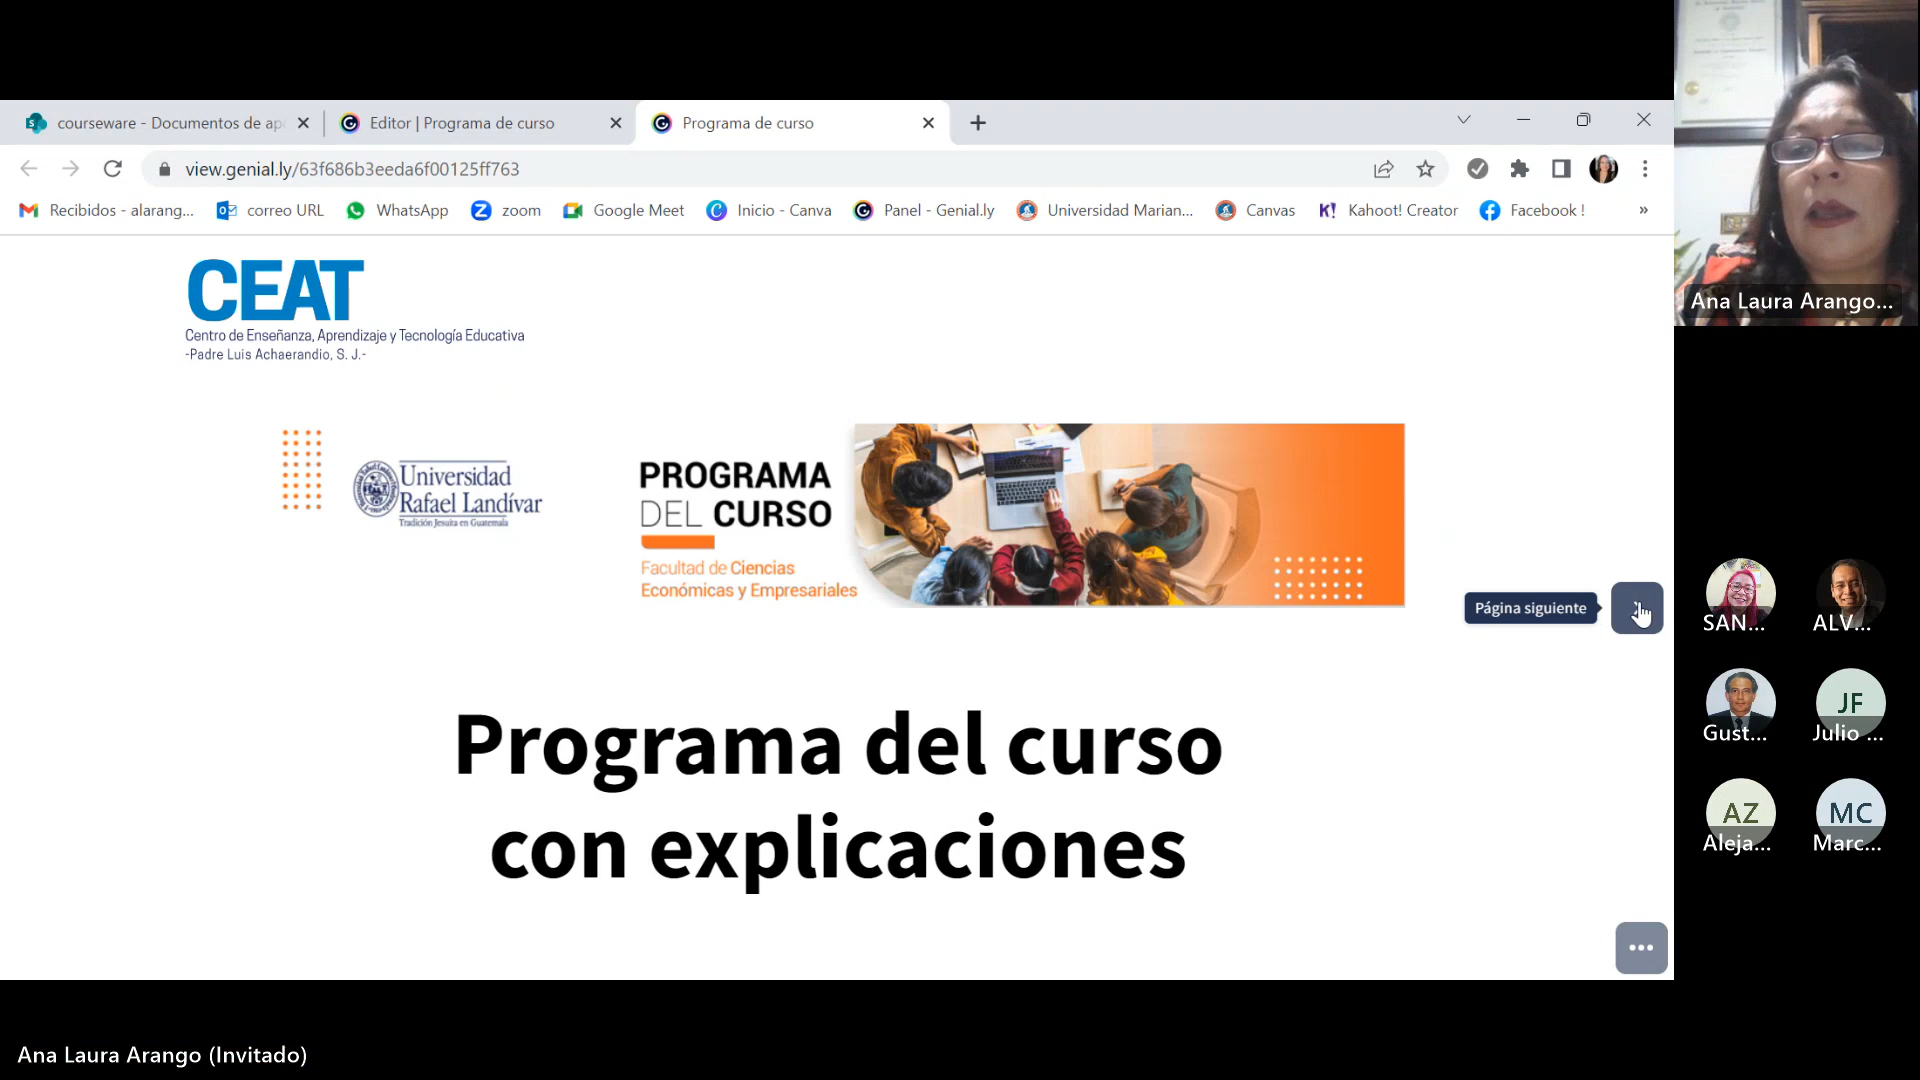 courseware - Documentos de ap
Editor | Programa de curso
Programa de curso
view.genial.ly/63f686b3eeda6f00125ff763
Recibidos - alarang...
correo URL
WhatsApp
zoom
Google Meet
Inicio - Canva
Panel - Genial.ly
Universidad Marian...
Canvas
K! Kahoot! Creator
Facebook !
»
CEAT
Centro de Enseñanza, Aprendizaje y Tecnología Educativa
-Padre Luis Achaerandio, S. J.-
Universidad
Rafael Landívar
Tradición Jesuita en Guatemala
PROGRAMA
DEL CURSO
Facultad de Ciencias
Económicas y Empresariales
Página siguiente
Programa del curso
con explicaciones
Ana Laura Arango...
SAN...
ALV...
Gust...
JF
Julio ...
AZ
Aleja...
MC
Marc...
Ana Laura Arango (Invitado)